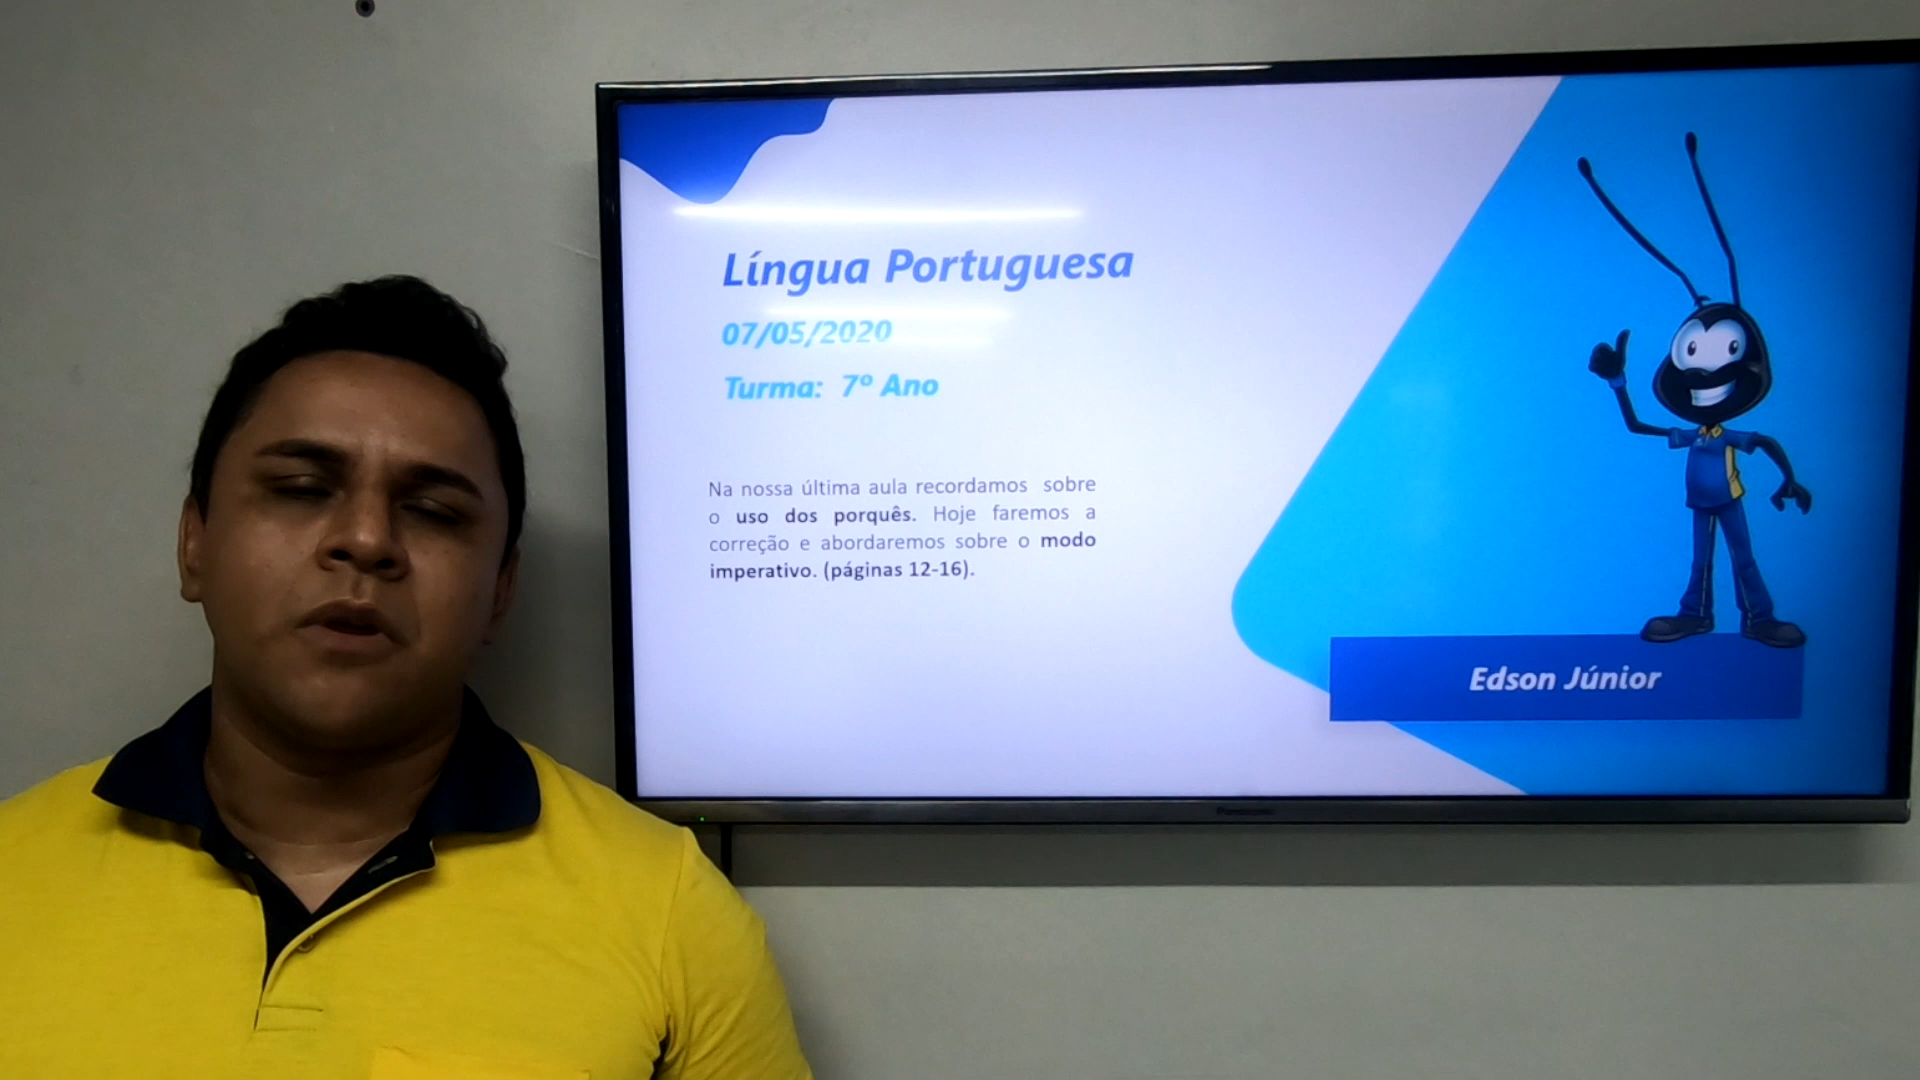 Língua Portuguesa
07/05/2020
Turma: 7º Ano
Na nossa última aula recordamos sobre
o uso dos porquês. Hoje faremos a
correção e abordaremos sobre o modo
imperativo. (páginas 12-16).
Edson Júnior
Panasonic